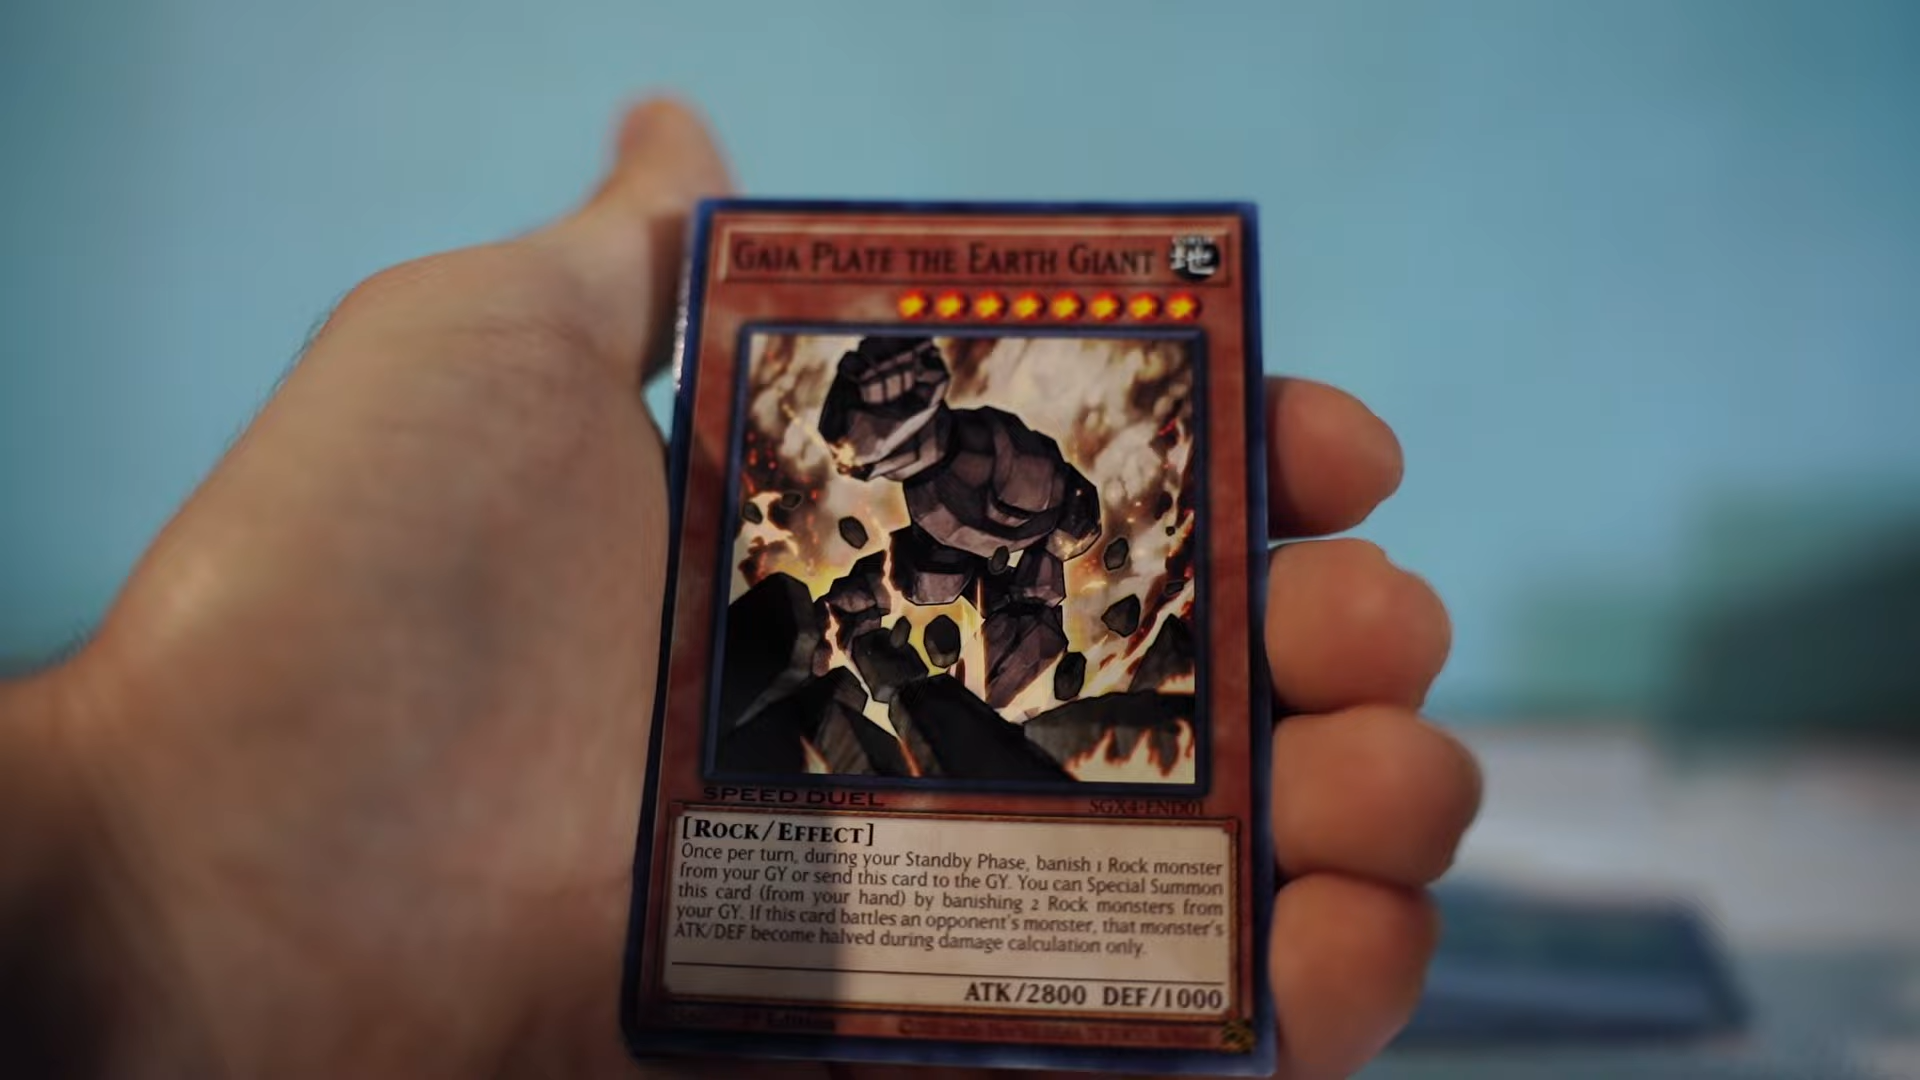 GAIA PLATE THE EARTH GIANT
地
SPEED DUEL SGX4-END01
[ROCK/EFFECT]
Once per turn, during your Standby Phase, banish 1 Rock monster
from your GY or send this card to the GY. You can Special Summon
this card (from your hand) by banishing 2 Rock monsters from
your GY. If this card battles an opponent's monster, that monster's
ATK/DEF become halved during damage calculation only.
ATK/2800 DEF/1000
Edition